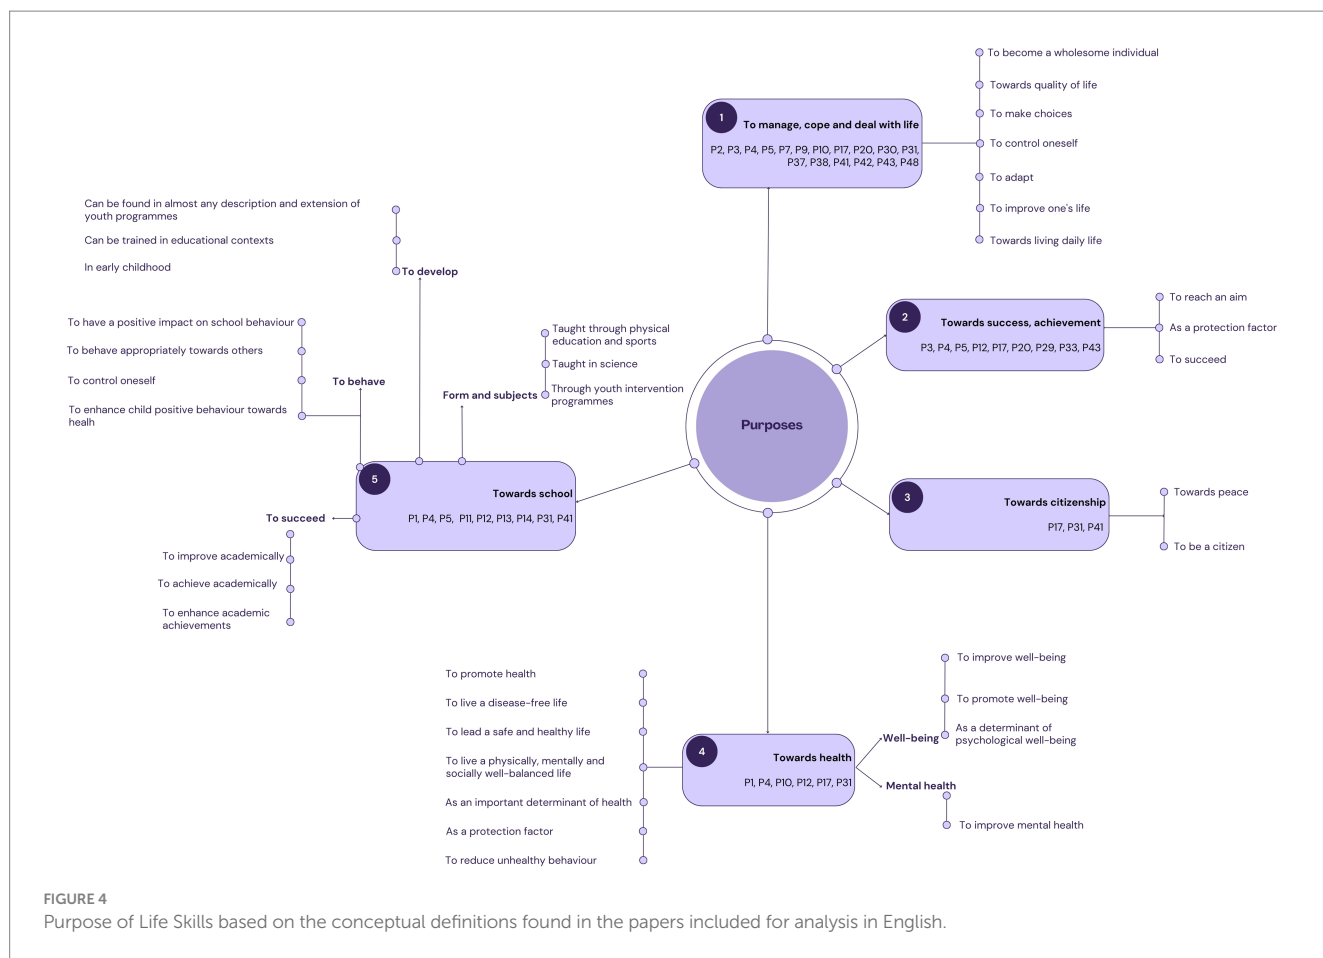 To become a wholesome individual
Towards quality of life
To make choices
To control oneself
To adapt
To improve one's life
Towards living daily life
1
To manage, cope and deal with life
P2, P3, P4, P5, P7, P9, P10, P17, P20, P30, P31,
P37, P38, P41, P42, P43, P48
2
Towards success, achievement
P3, P4, P5, P12, P17, P20, P29, P33, P43
To reach an aim
As a protection factor
To succeed
Purposes
3
Towards citizenship
P17, P31, P41
Towards peace
To be a citizen
4
Towards health
P1, P4, P10, P12, P17, P31
To promote health
To live a disease-free life
To lead a safe and healthy life
To live a physically, mentally and
socially well-balanced life
As an important determinant of health
As a protection factor
To reduce unhealthy behaviour
Well-being
To improve well-being
To promote well-being
As a determinant of
psychological well-being
Mental health
To improve mental health
5
Towards school
P1, P4, P5, P11, P12, P13, P14, P31, P41
Can be found in almost any description and extension of
youth programmes
Can be trained in educational contexts
In early childhood
To develop
To have a positive impact on school behaviour
To behave appropriately towards others
To control oneself
To enhance child positive behaviour towards
healh
To behave
Form and subjects
Taught through physical
education and sports
Taught in science
Through youth intervention
programmes
To succeed
To improve academically
To achieve academically
To enhance academic
achievements
FIGURE 4
Purpose of Life Skills based on the conceptual definitions found in the papers included for analysis in English.